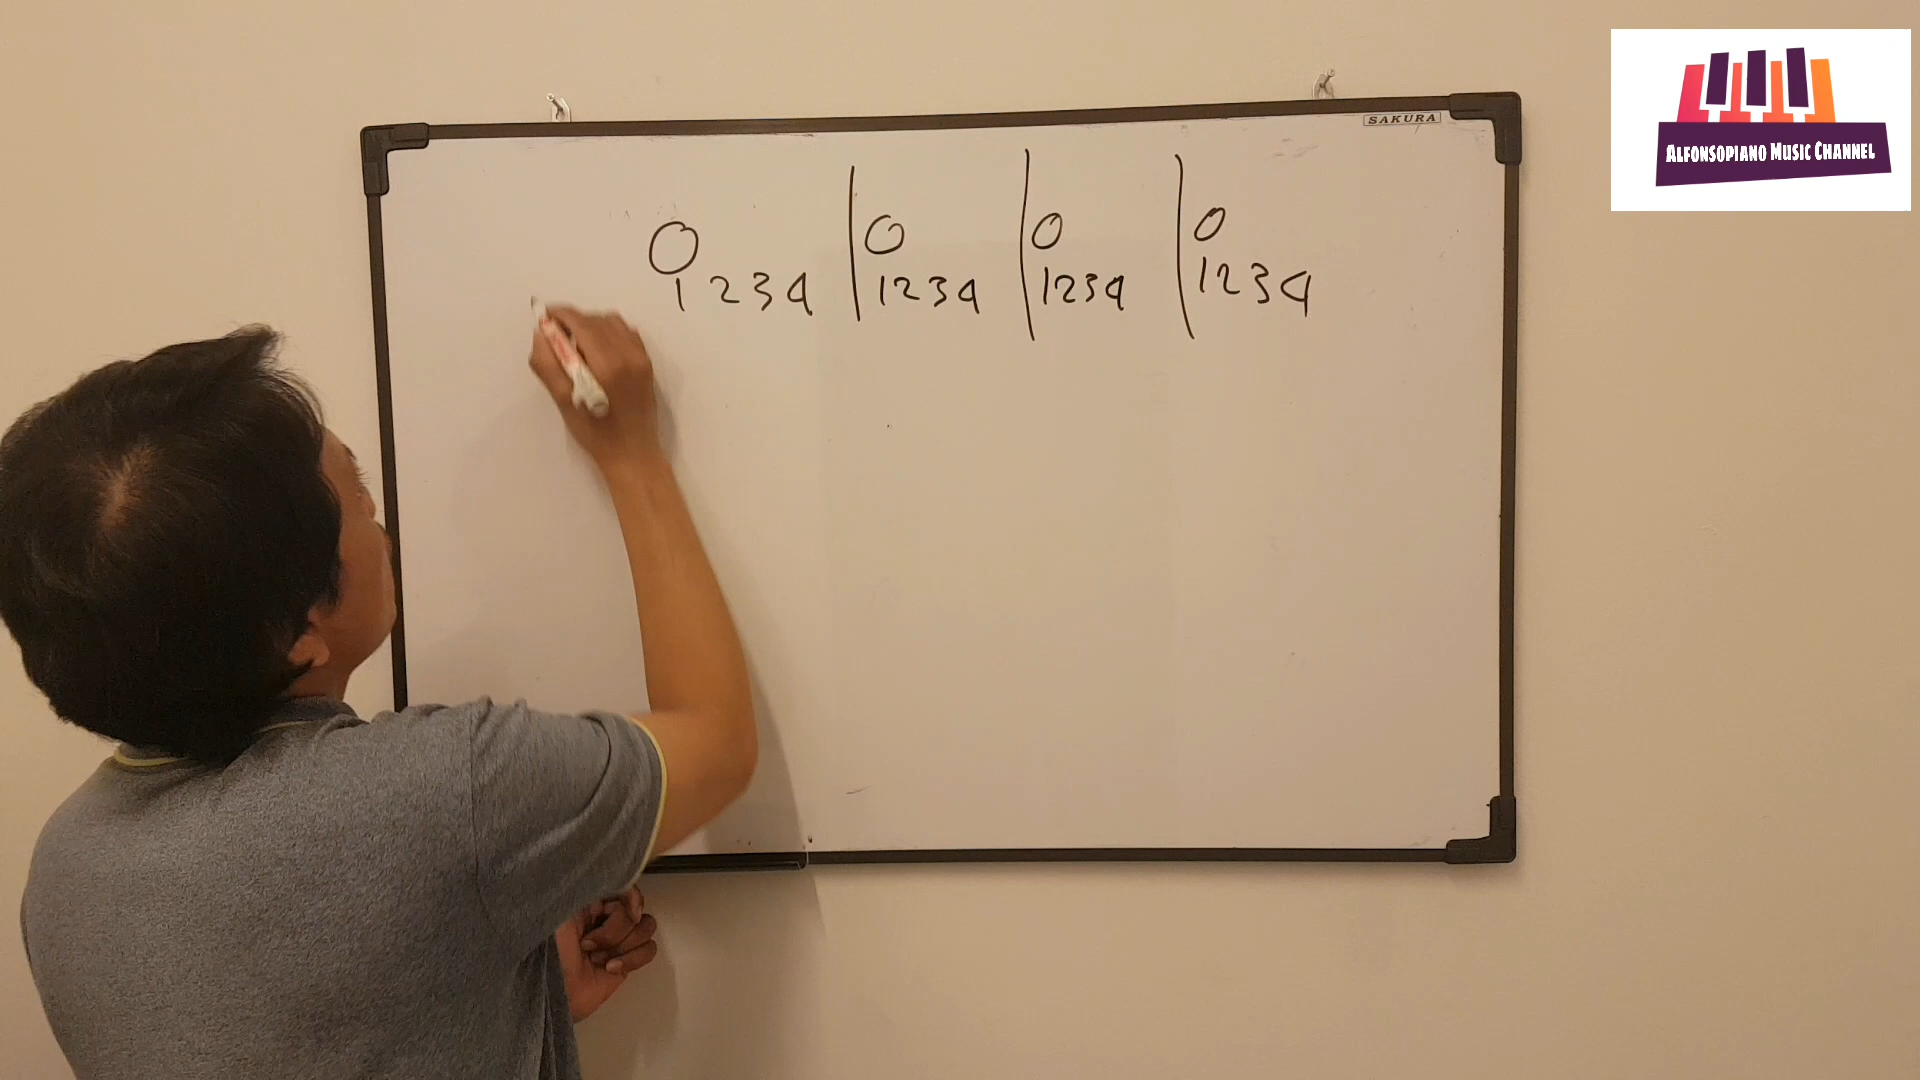 SAKURA
ALFONSOPIANO MUSIC CHANNEL
O | O | O | O
1 2 3 4 | 1 2 3 4 | 1 2 3 4 | 1 2 3 4